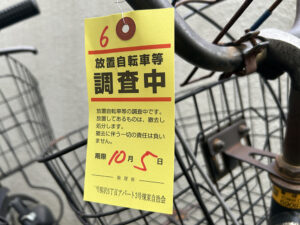 6
放置自転車等
調査中
放置自転車等の調査中です。
放置してあるものは、撤去し
処分します。
撤去に伴う一切の責任は負い
ません。
期限 10月 5日
管理者